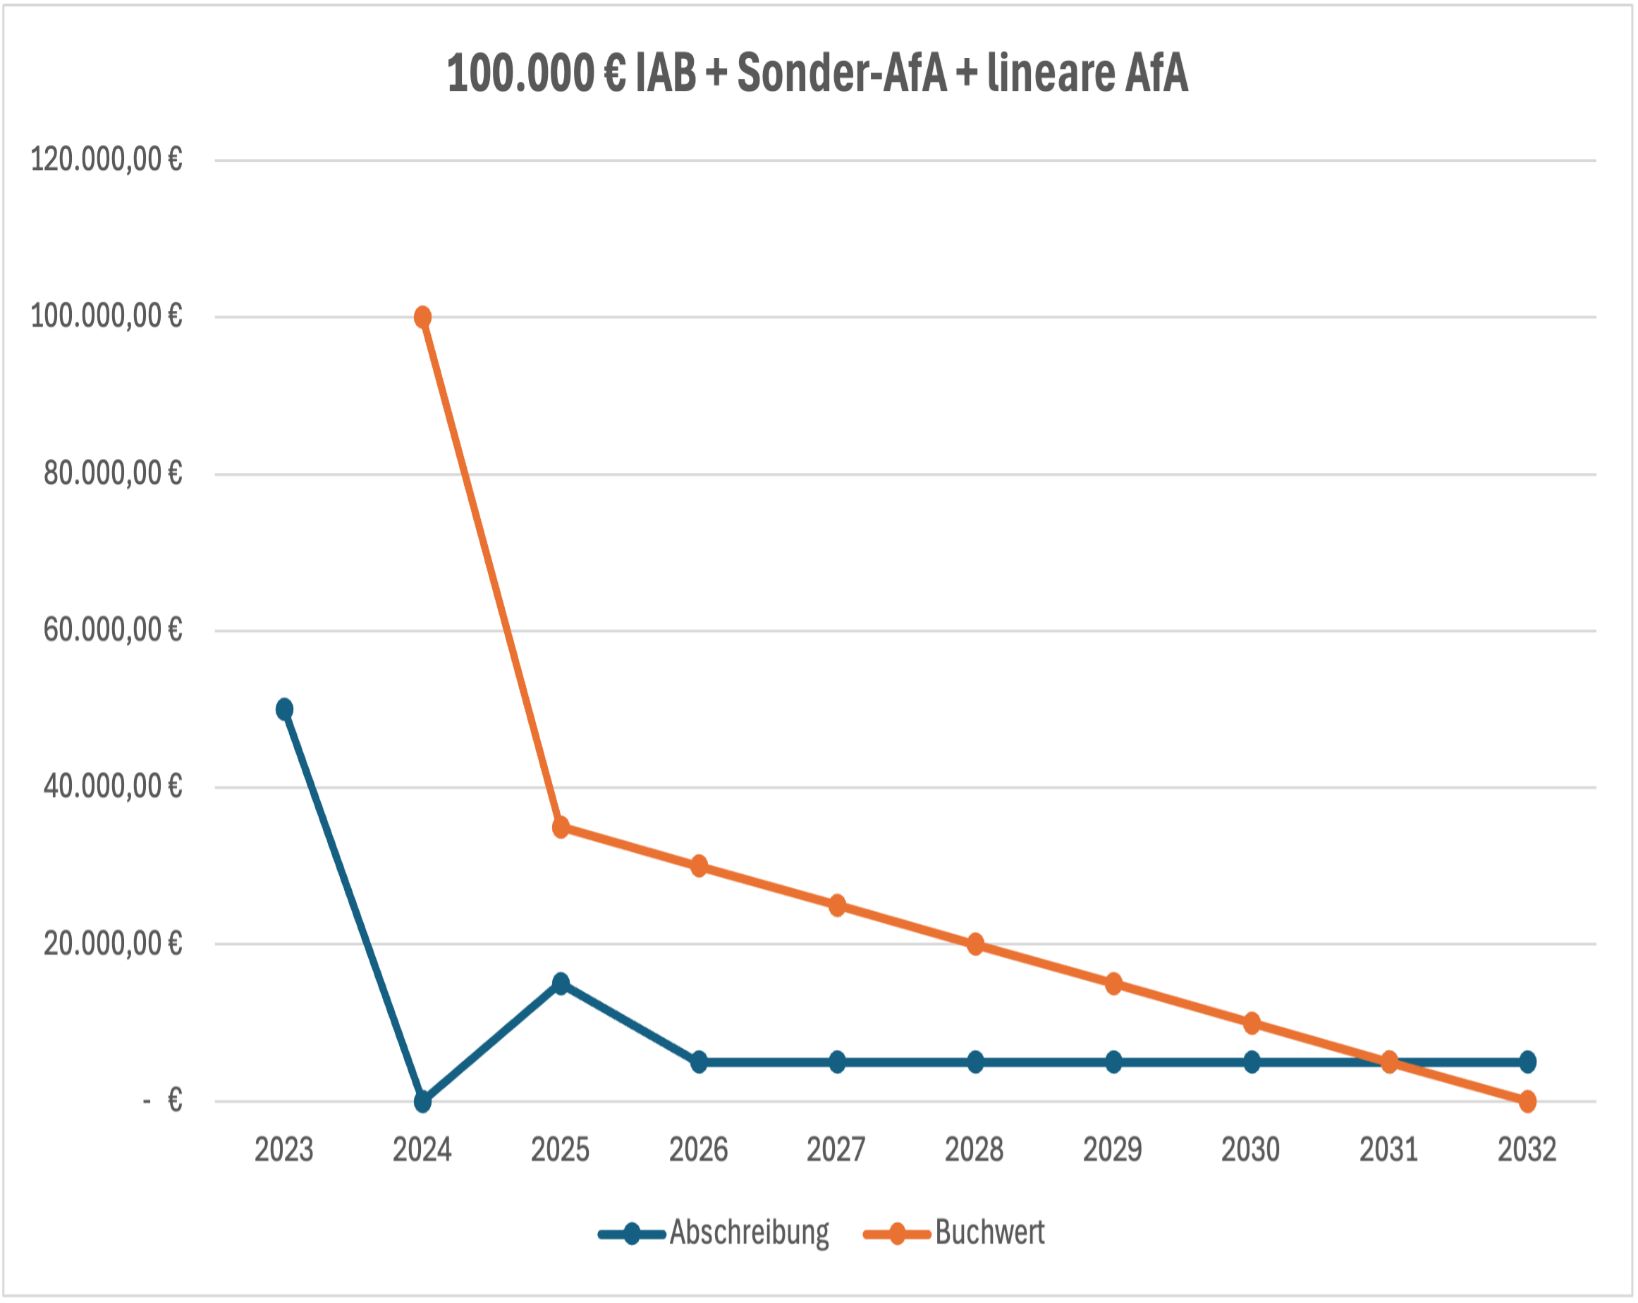 100.000 € IAB + Sonder-AfA + lineare AfA
120.000,00 €
100.000,00 €
80.000,00 €
60.000,00 €
40.000,00 €
20.000,00 €
- €
2023 2024 2025 2026 2027 2028 2029 2030 2031 2032
Abschreibung Buchwert